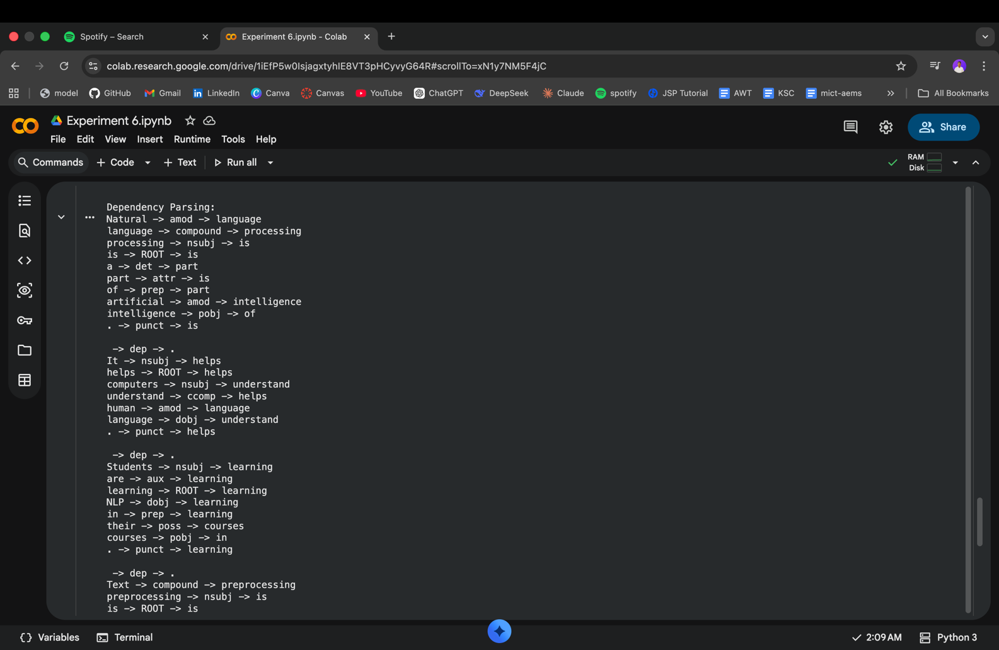 Spotify – Search
Experiment 6.ipynb - Colab
colab.research.google.com/drive/1iEfP5w0IsjagxtyhIE8VT3pHCyvyG64R#scrollTo=xN1y7NM5F4jC
model GitHub Gmail LinkedIn Canva Canvas YouTube ChatGPT DeepSeek Claude spotify JSP Tutorial AWT KSC mict-aems All Bookmarks
Experiment 6.ipynb
Share
File Edit View Insert Runtime Tools Help
Commands + Code + Text Run all
RAM
Disk
Dependency Parsing:
Natural -> amod -> language
language -> compound -> processing
processing -> nsubj -> is
is -> ROOT -> is
a -> det -> part
part -> attr -> is
of -> prep -> part
artificial -> amod -> intelligence
intelligence -> pobj -> of
. -> punct -> is

 -> dep -> .
It -> nsubj -> helps
helps -> ROOT -> helps
computers -> nsubj -> understand
understand -> ccomp -> helps
human -> amod -> language
language -> dobj -> understand
. -> punct -> helps

 -> dep -> .
Students -> nsubj -> learning
are -> aux -> learning
learning -> ROOT -> learning
NLP -> dobj -> learning
in -> prep -> learning
their -> poss -> courses
courses -> pobj -> in
. -> punct -> learning

 -> dep -> .
Text -> compound -> preprocessing
preprocessing -> nsubj -> is
is -> ROOT -> is
Variables Terminal
2:09 AM Python 3